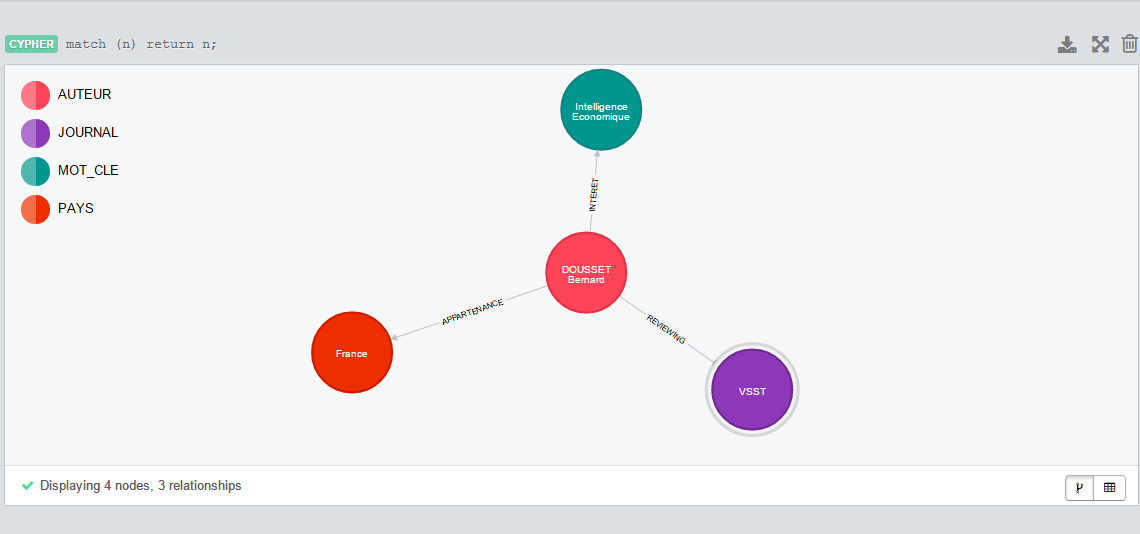 CYPHER match (n) return n;
AUTEUR
JOURNAL
MOT_CLE
PAYS
Intelligence
Economique
INTERET
DOUSSET
Bernard
APPARTENANCE
REVIEWING
France
VSST
Displaying 4 nodes, 3 relationships